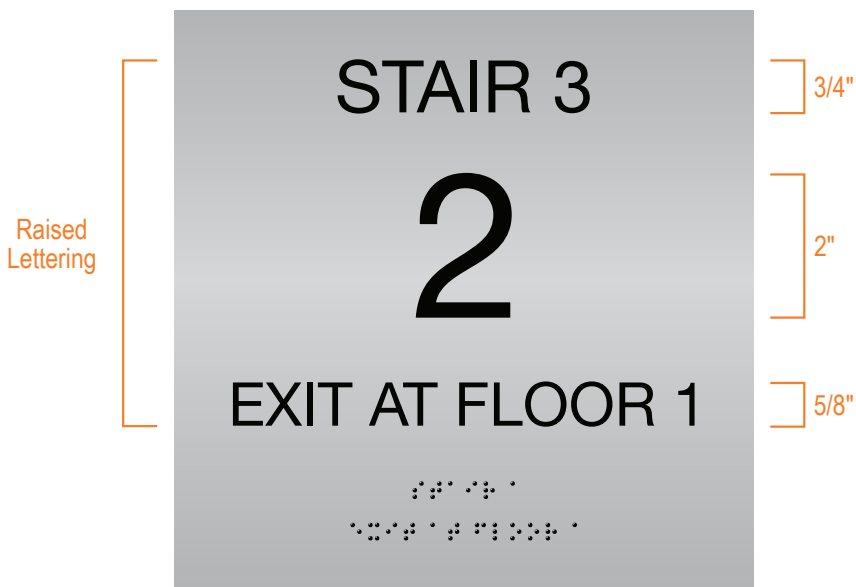 STAIR 3
3/4"
Raised
Lettering
2
2"
EXIT AT FLOOR 1
5/8"
⠎⠞⠁⠊⠗ ⠁
⠑⠭⠊⠞ ⠁⠞ ⠋⠇⠕⠕⠗ ⠁